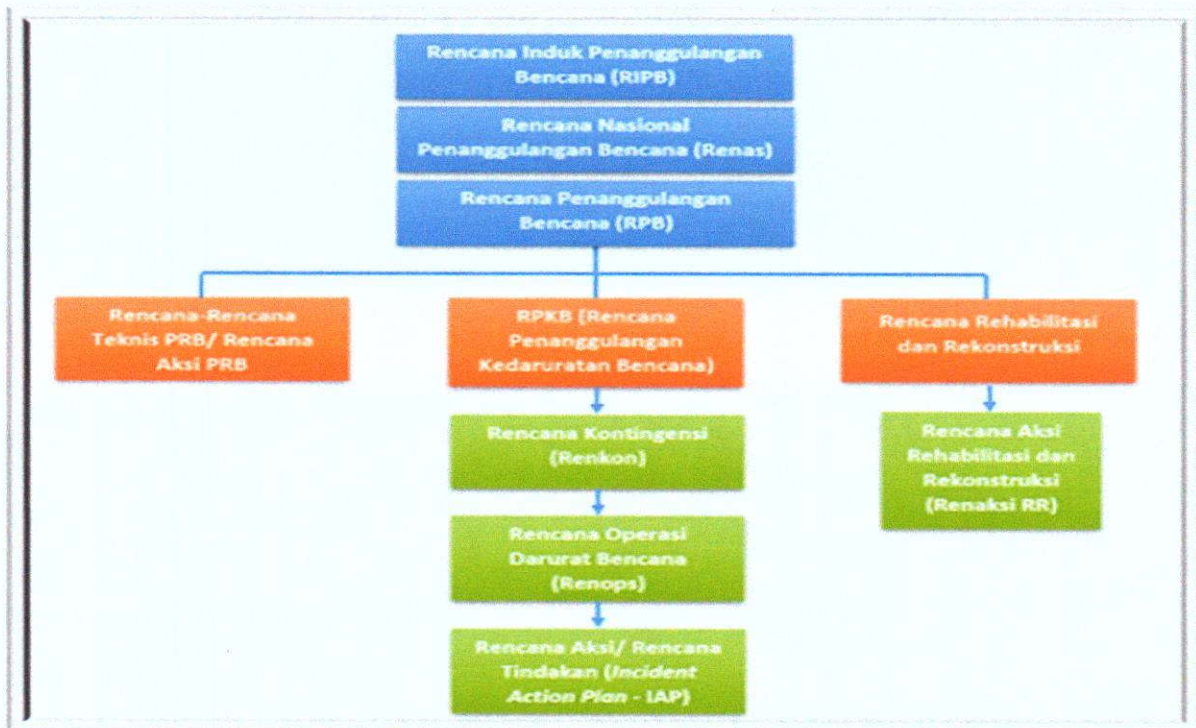 Rencana Induk Penanggulangan
Bencana (RIPB)
Rencana Nasional
Penanggulangan Bencana (Renas)
Rencana Penanggulangan
Bencana (RPB)
Rencana-Rencana
Teknis PRB/ Rencana
Aksi PRB
RPKB (Rencana
Penanggulangan
Kedaruratan Bencana)
Rencana Rehabilitasi
dan Rekonstruksi
Rencana Kontingensi
(Renkon)
Rencana Aksi
Rehabilitasi dan
Rekonstruksi
(Renaksi RR)
Rencana Operasi
Darurat Bencana
(Renops)
Rencana Aksi/ Rencana
Tindakan (Incident
Action Plan - IAP)